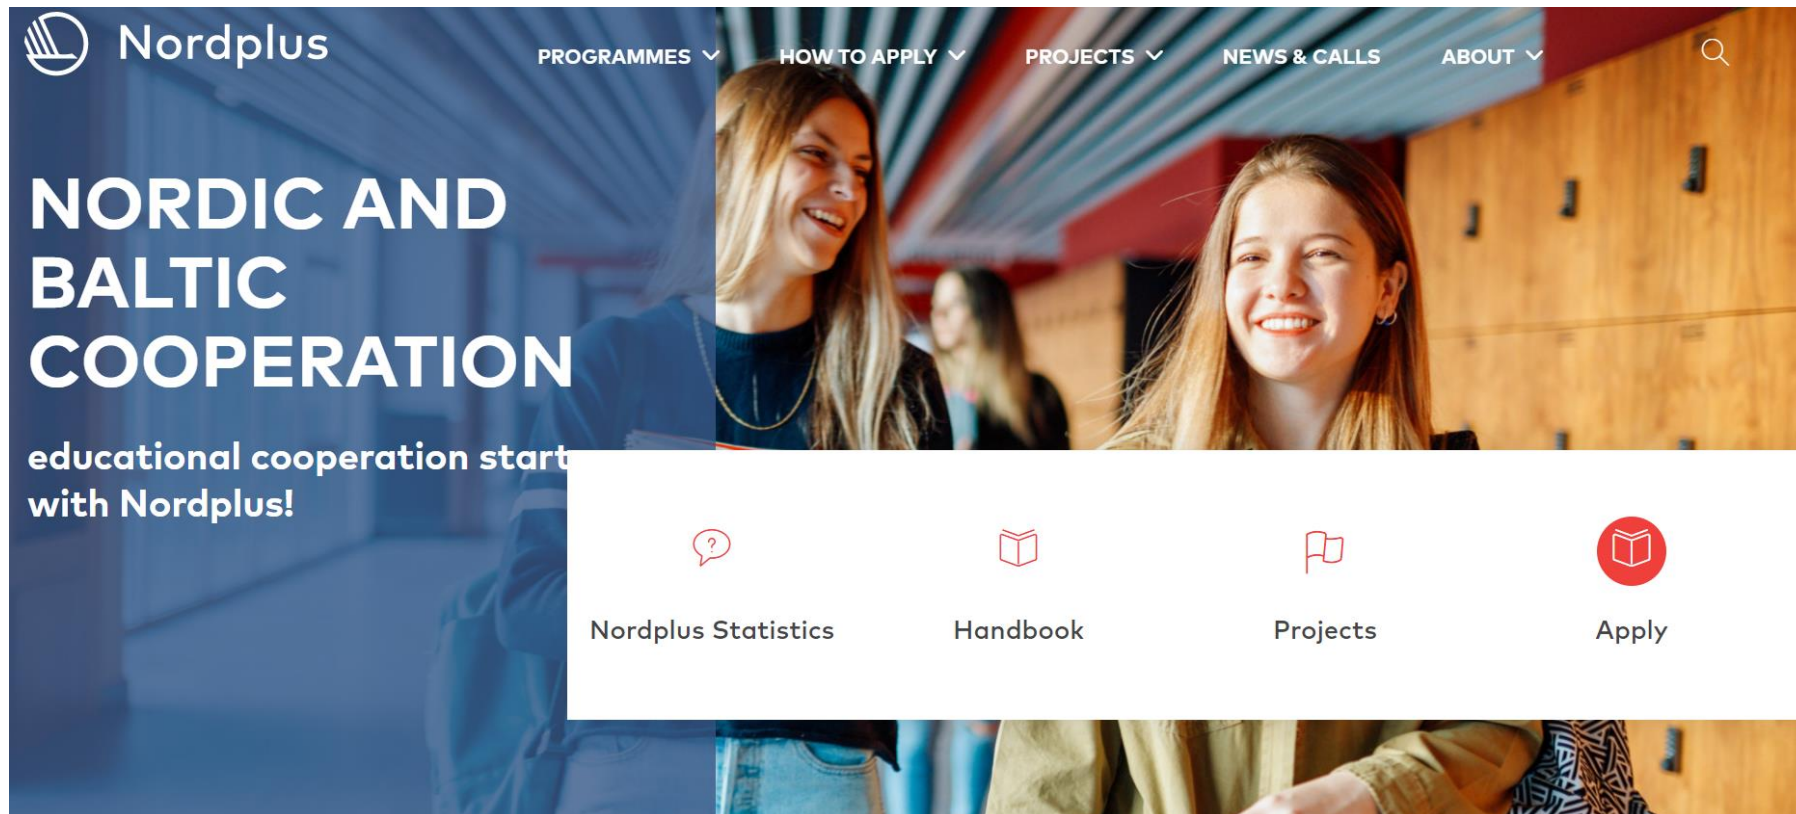 Nordplus
PROGRAMMES
HOW TO APPLY
PROJECTS
NEWS & CALLS
ABOUT
NORDIC AND
BALTIC
COOPERATION
educational cooperation start
with Nordplus!
?
Nordplus Statistics
Handbook
Projects
Apply